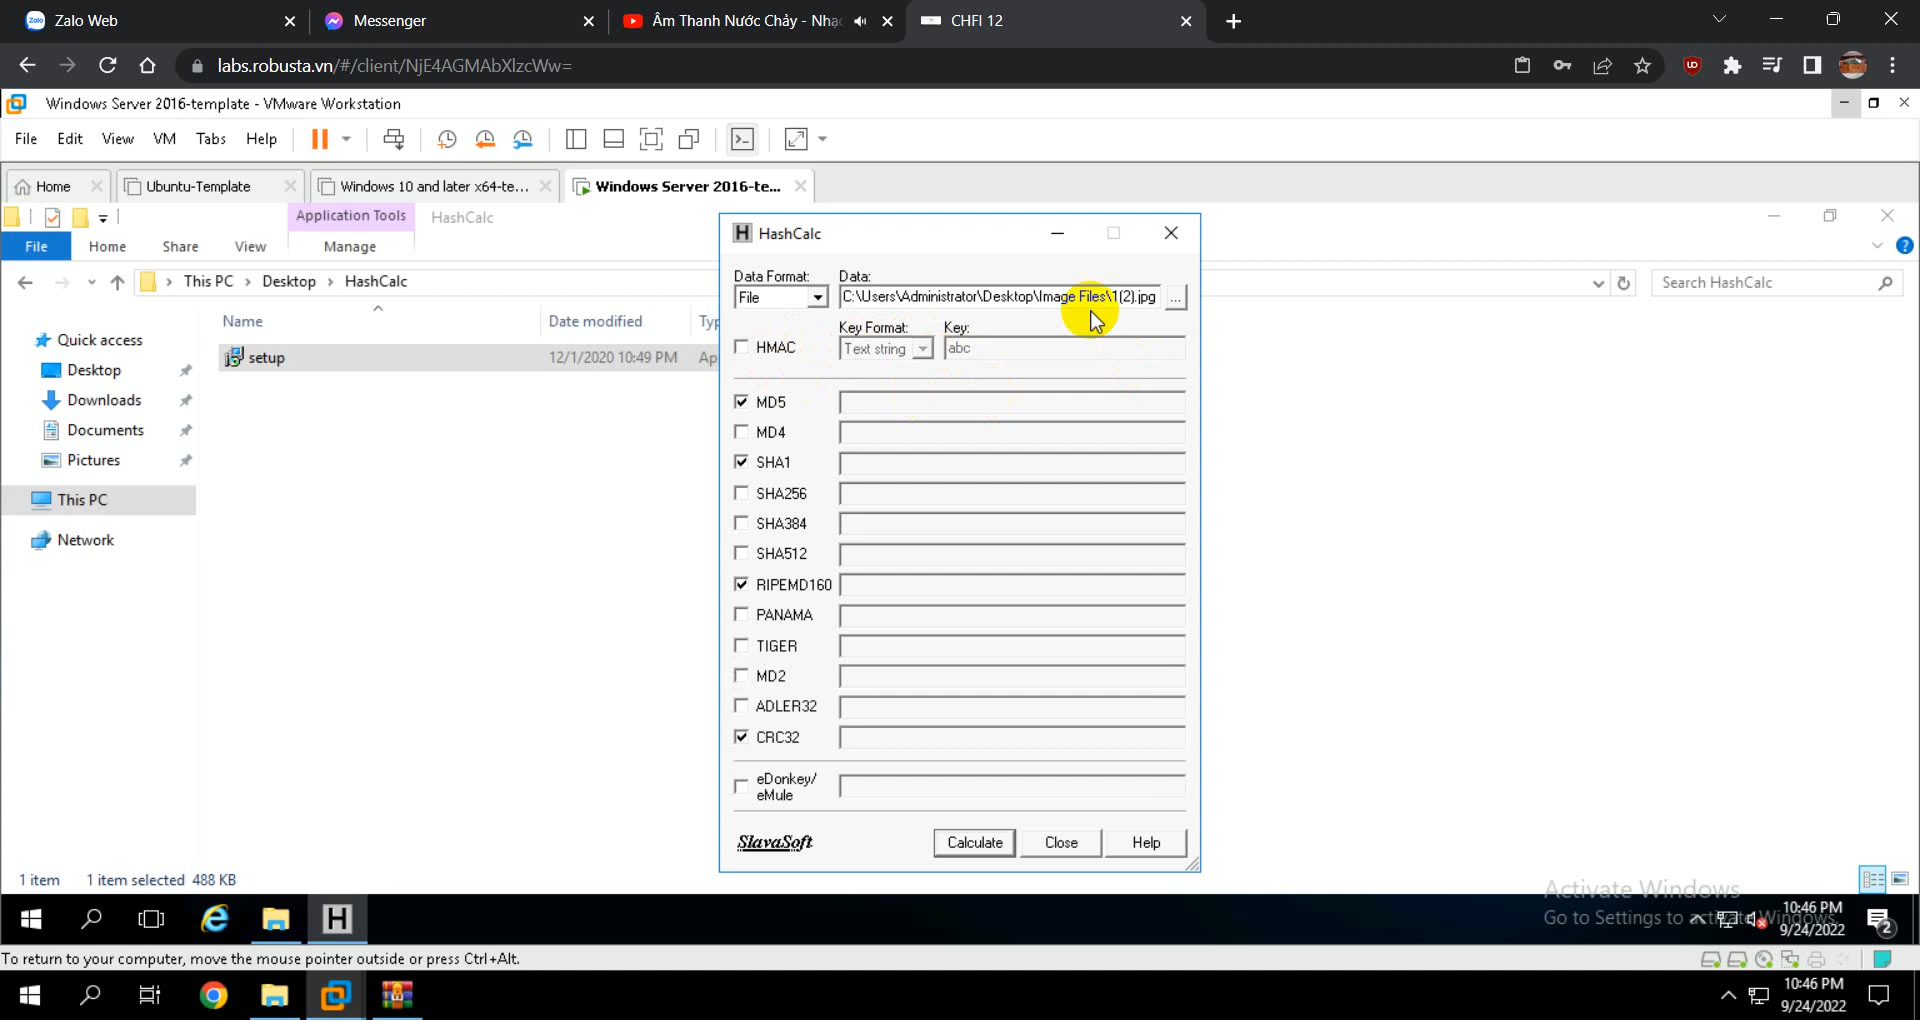 Zalo Web
Messenger
Âm Thanh Nước Chảy - Nhạc
CHFI 12
labs.robusta.vn/#/client/NjE4AGMAbXlzcWw=
Windows Server 2016-template - VMware Workstation
File Edit View VM Tabs Help
Home
Ubuntu-Template
Windows 10 and later x64-te...
Windows Server 2016-te...
Application Tools HashCalc
File Home Share View Manage
This PC > Desktop > HashCalc
Search HashCalc
Name
Date modified
Typ
setup
12/1/2020 10:49 PM
Ap
Quick access
Desktop
Downloads
Documents
Pictures
This PC
Network
H HashCalc
Data Format: Data:
File C:\Users\Administrator\Desktop\Image Files\1(2).jpg ...
Key Format: Key:
HMAC Text string abc
MD5
MD4
SHA1
SHA256
SHA384
SHA512
RIPEMD160
PANAMA
TIGER
MD2
ADLER32
CRC32
eDonkey/
eMule
SlavaSoft
Calculate Close Help
1 item 1 item selected 488 KB
Activate Windows
Go to Settings to activate Windows.
10:46 PM
9/24/2022
2
To return to your computer, move the mouse pointer outside or press Ctrl+Alt.
10:46 PM
9/24/2022